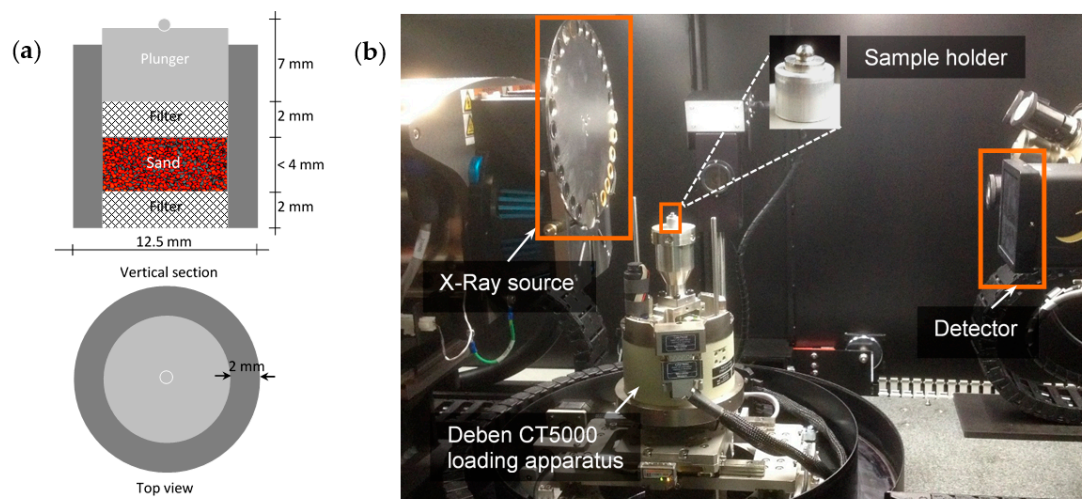 (a)
Plunger
7 mm
Filter
2 mm
Sand
< 4 mm
Filter
2 mm
12.5 mm
Vertical section
2 mm
Top view
(b)
Sample holder
X-Ray source
Detector
Deben CT5000
loading apparatus